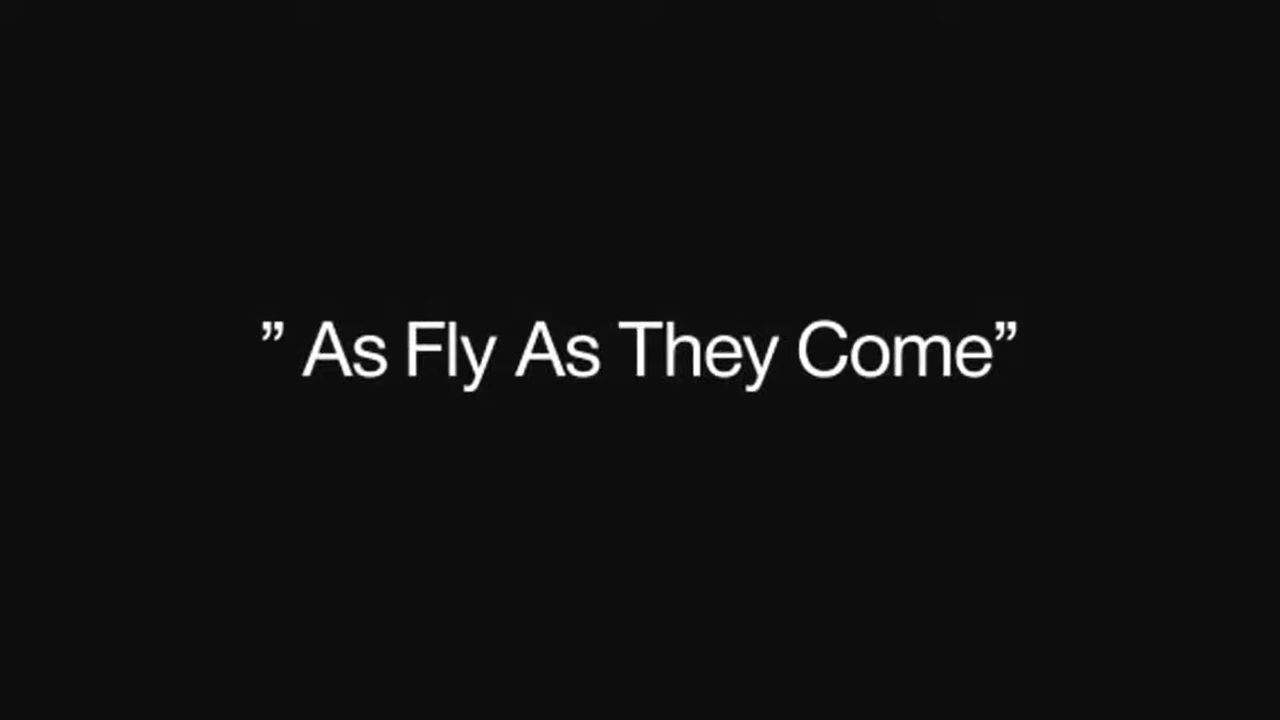 ” As Fly As They Come”